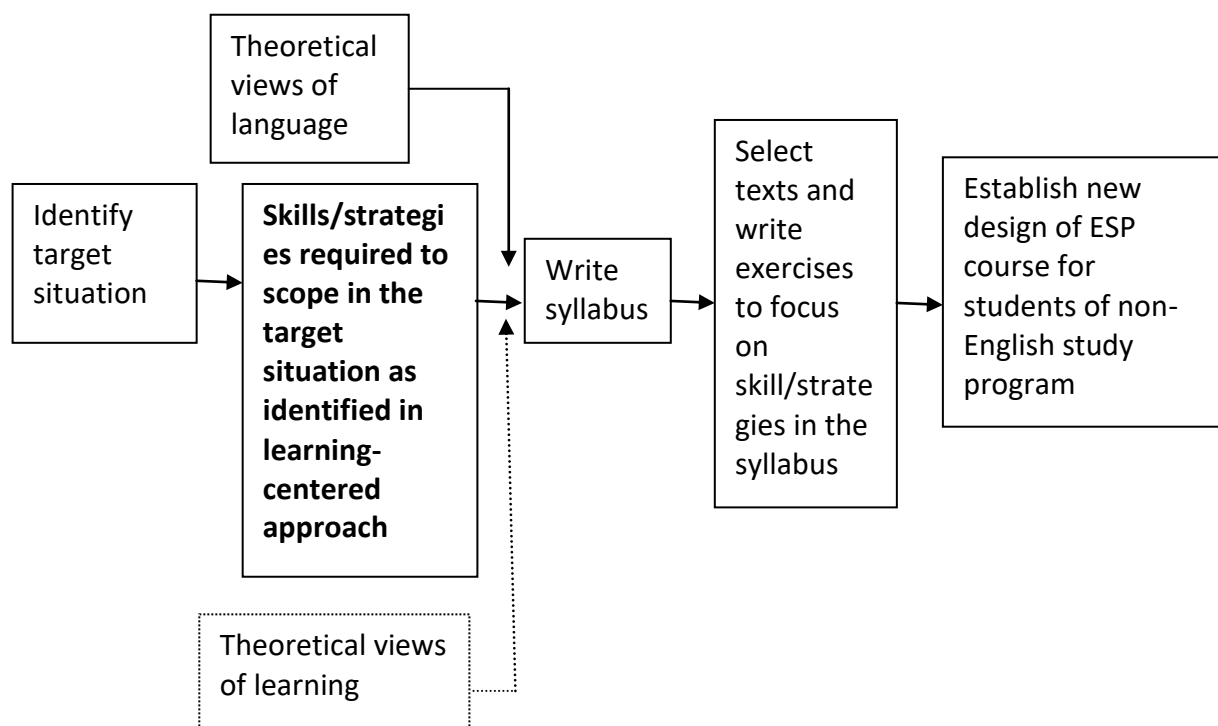 Theoretical
views of
language
Identify
target
situation
Skills/strategi
es required to
scope in the
target
situation as
identified in
learning-
centered
approach
Write
syllabus
Select
texts and
write
exercises
to focus
on
skill/strate
gies in the
syllabus
Establish new
design of ESP
course for
students of non-
English study
program
Theoretical views
of learning